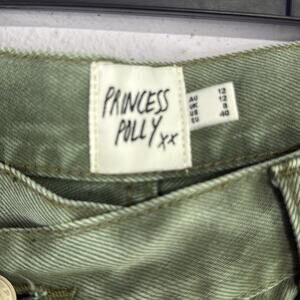 PRINCESS
POLLY xx
AU 12
UK 12
US 8
EU 40